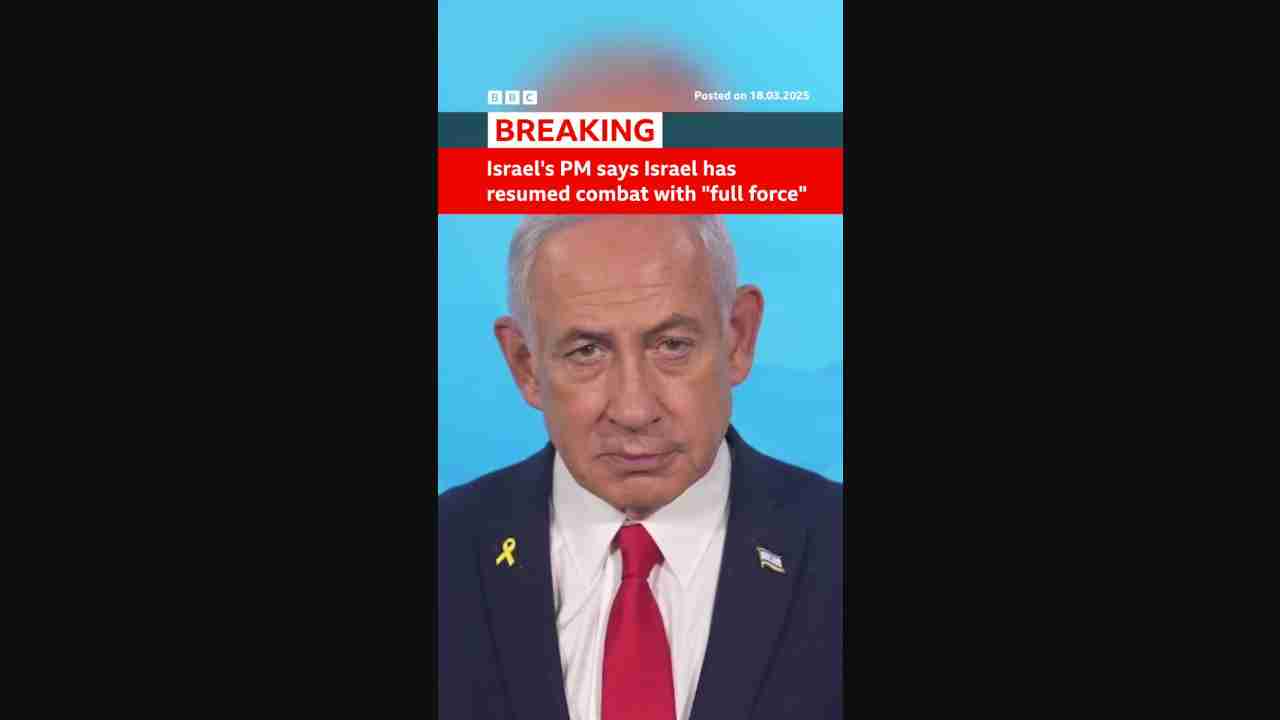 BBC
Posted on 18.03.2025
BREAKING
Israel's PM says Israel has
resumed combat with "full force"